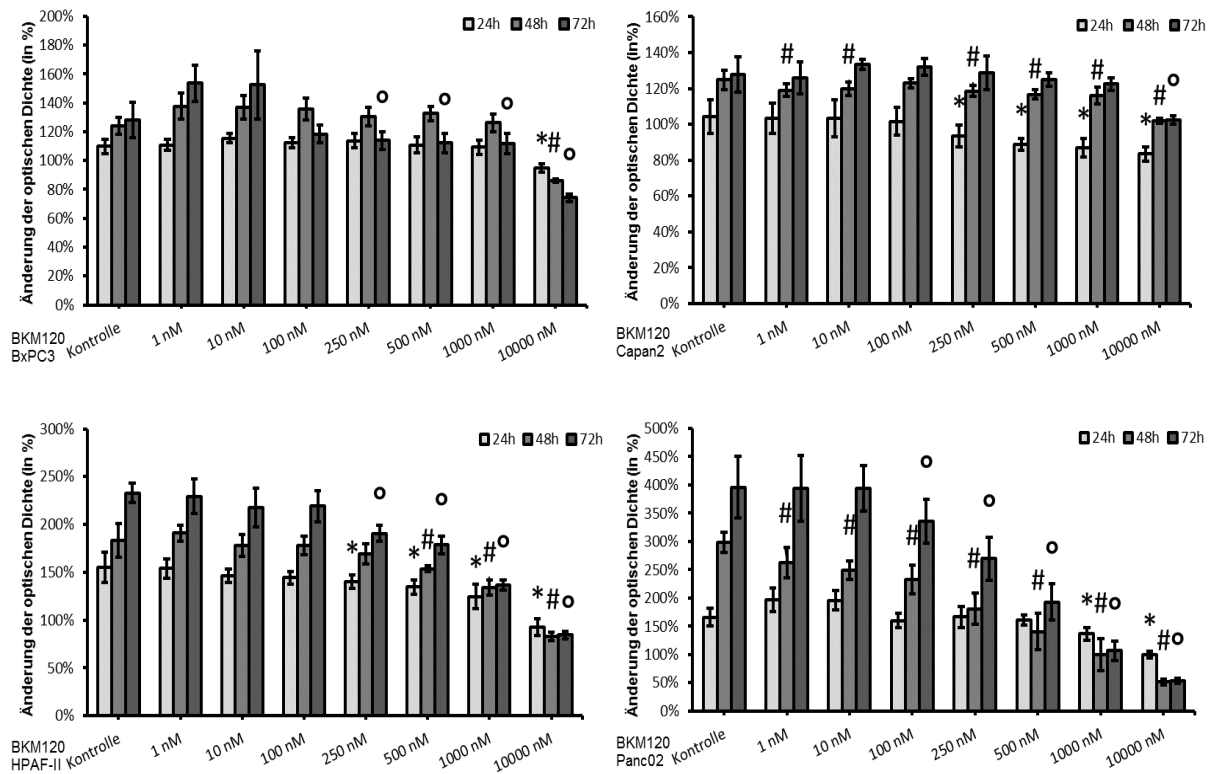 Änderung der optischen Dichte (in %)
200%
180%
160%
140%
120%
100%
80%
60%
40%
20%
0%
24h 48h 72h
o o o *#o
BKM120
BxPC3
Kontrolle 1 nM 10 nM 100 nM 250 nM 500 nM 1000 nM 10000 nM
Änderung der optischen Dichte (in %)
160%
140%
120%
100%
80%
60%
40%
20%
0%
24h 48h 72h
# # * # * # * # * # o
BKM120
Capan2
Kontrolle 1 nM 10 nM 100 nM 250 nM 500 nM 1000 nM 10000 nM
Änderung der optischen Dichte (in %)
300%
250%
200%
150%
100%
50%
0%
24h 48h 72h
* o * # o * # o * # o
BKM120
HPAF-II
Kontrolle 1 nM 10 nM 100 nM 250 nM 500 nM 1000 nM 10000 nM
Änderung der optischen Dichte (in %)
500%
450%
400%
350%
300%
250%
200%
150%
100%
50%
0%
24h 48h 72h
# # # o # o # o *#o * #o
BKM120
Panc02
Kontrolle 1 nM 10 nM 100 nM 250 nM 500 nM 1000 nM 10000 nM